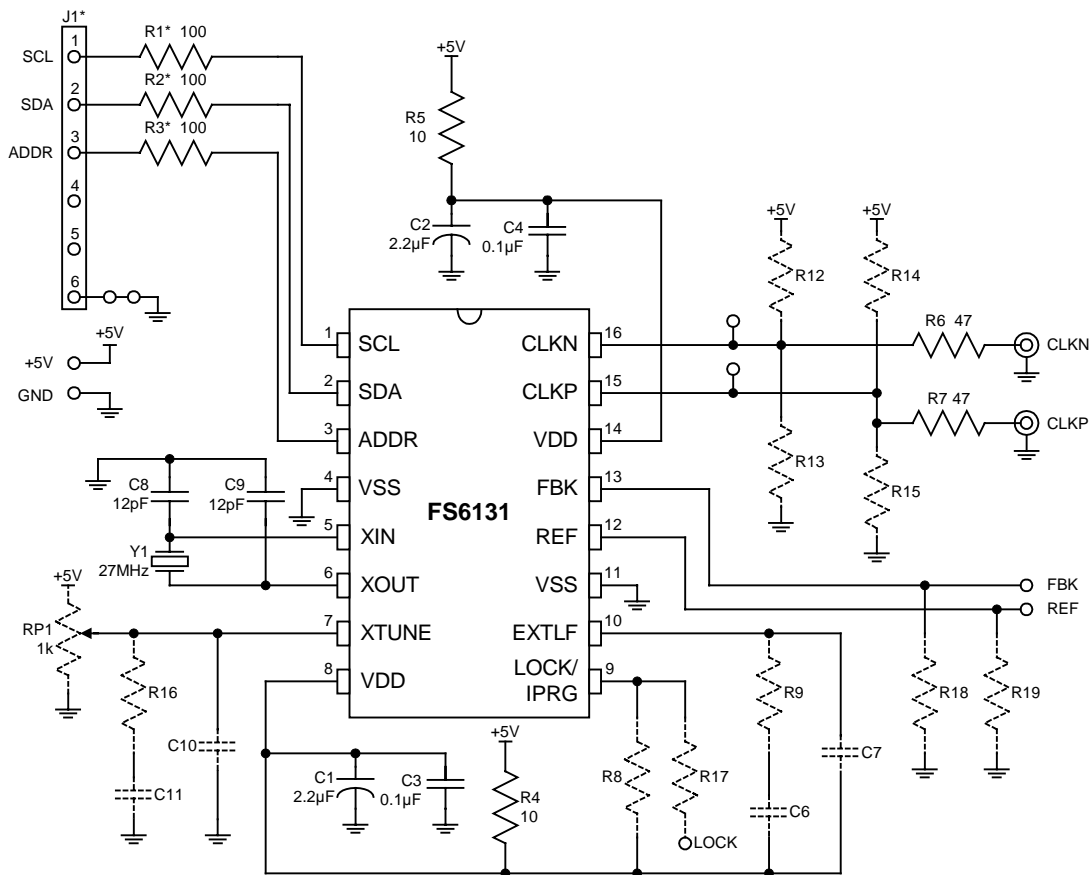 J1*
1
SCL
R1* 100
2
SDA
R2* 100
3
ADDR
R3* 100
4
5
6
+5V
+5V
GND
+5V
R5
10
C2
2.2µF
C4
0.1µF
+5V
+5V
R12
R14
R6 47
CLKN
R7 47
CLKP
R13
R15
1
SCL
2
SDA
3
ADDR
4
VSS
5
XIN
6
XOUT
7
XTUNE
8
VDD
FS6131
CLKN
16
CLKP
15
VDD
14
FBK
13
REF
12
VSS
11
EXTLF
10
LOCK/
IPRG
9
C8
12pF
C9
12pF
Y1
27MHz
+5V
RP1
1k
R16
C10
C11
FBK
REF
R18
R19
R9
C7
C6
R8
R17
LOCK
C1
2.2µF
C3
0.1µF
+5V
R4
10